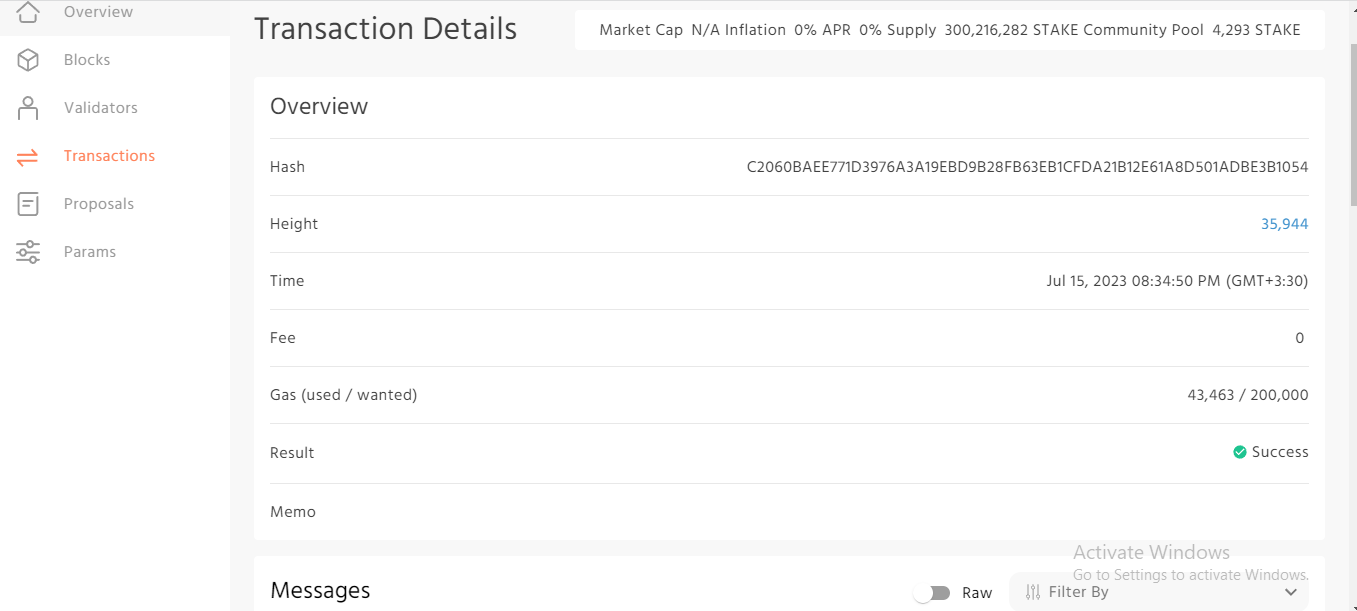 Overview
Blocks
Validators
Transactions
Proposals
Params
Transaction Details
Market Cap N/A Inflation 0% APR 0% Supply 300,216,282 STAKE Community Pool 4,293 STAKE
Overview
Hash C2060BAEE771D3976A3A19EBD9B28FB63EB1CFDA21B12E61A8D501ADBE3B1054
Height 35,944
Time Jul 15, 2023 08:34:50 PM (GMT+3:30)
Fee 0
Gas (used / wanted) 43,463 / 200,000
Result Success
Memo
Messages Raw Filter By
Activate Windows
Go to Settings to activate Windows.